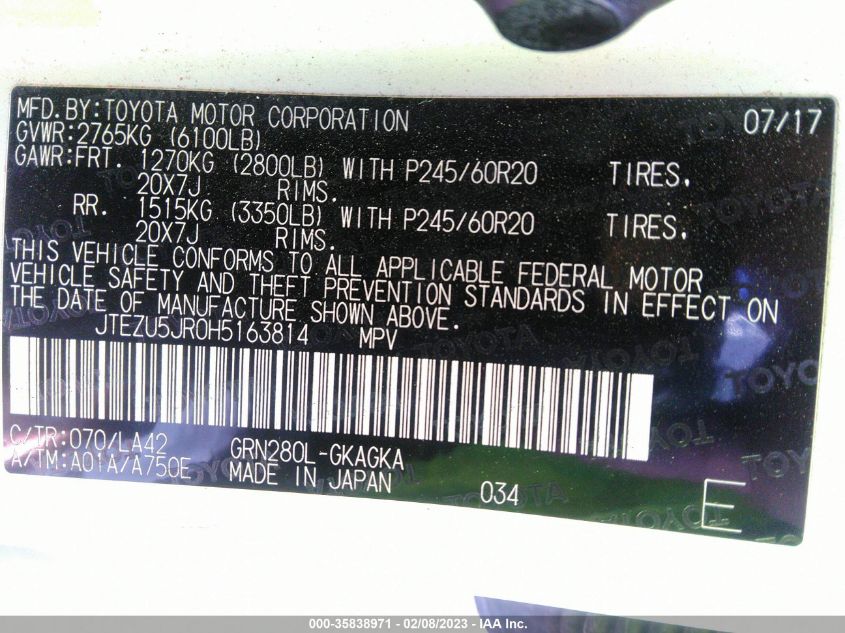 MFD.BY:TOYOTA MOTOR CORPORATION 07/17
GVWR:2765KG (6100LB)
GAWR:FRT. 1270KG (2800LB) WITH P245/60R20 TIRES.
20X7J RIMS.
RR. 1515KG (3350LB) WITH P245/60R20 TIRES.
20X7J RIMS.
THIS VEHICLE CONFORMS TO ALL APPLICABLE FEDERAL MOTOR
VEHICLE SAFETY AND THEFT PREVENTION STANDARDS IN EFFECT ON
THE DATE OF MANUFACTURE SHOWN ABOVE.
JTEZU5JR0H5163814 MPV
C/TR:070/LA42 GRN280L-GKAGKA
A/TM:A01A/A750E MADE IN JAPAN 034 E
TOYOTA
000-35838971 - 02/08/2023 - IAA Inc.